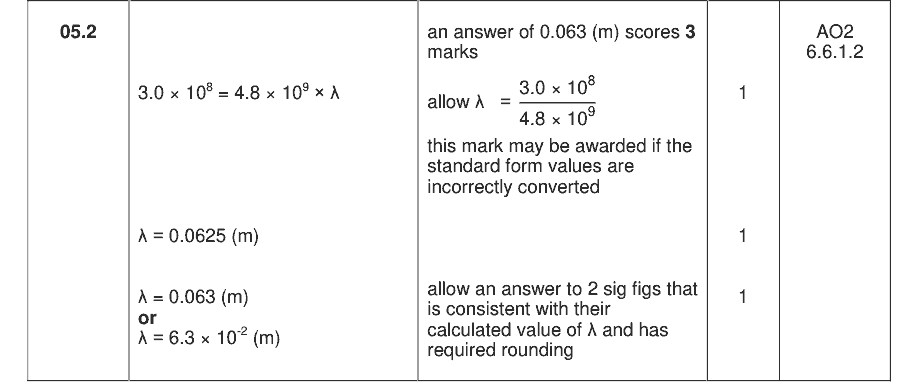 05.2
an answer of 0.063 (m) scores 3
marks
AO2
6.6.1.2
3.0 × 10⁸ = 4.8 × 10⁹ × λ
allow λ = 3.0 × 10⁸ / 4.8 × 10⁹
1
this mark may be awarded if the
standard form values are
incorrectly converted
λ = 0.0625 (m)
1
λ = 0.063 (m)
or
λ = 6.3 × 10⁻² (m)
allow an answer to 2 sig figs that
is consistent with their
calculated value of λ and has
required rounding
1